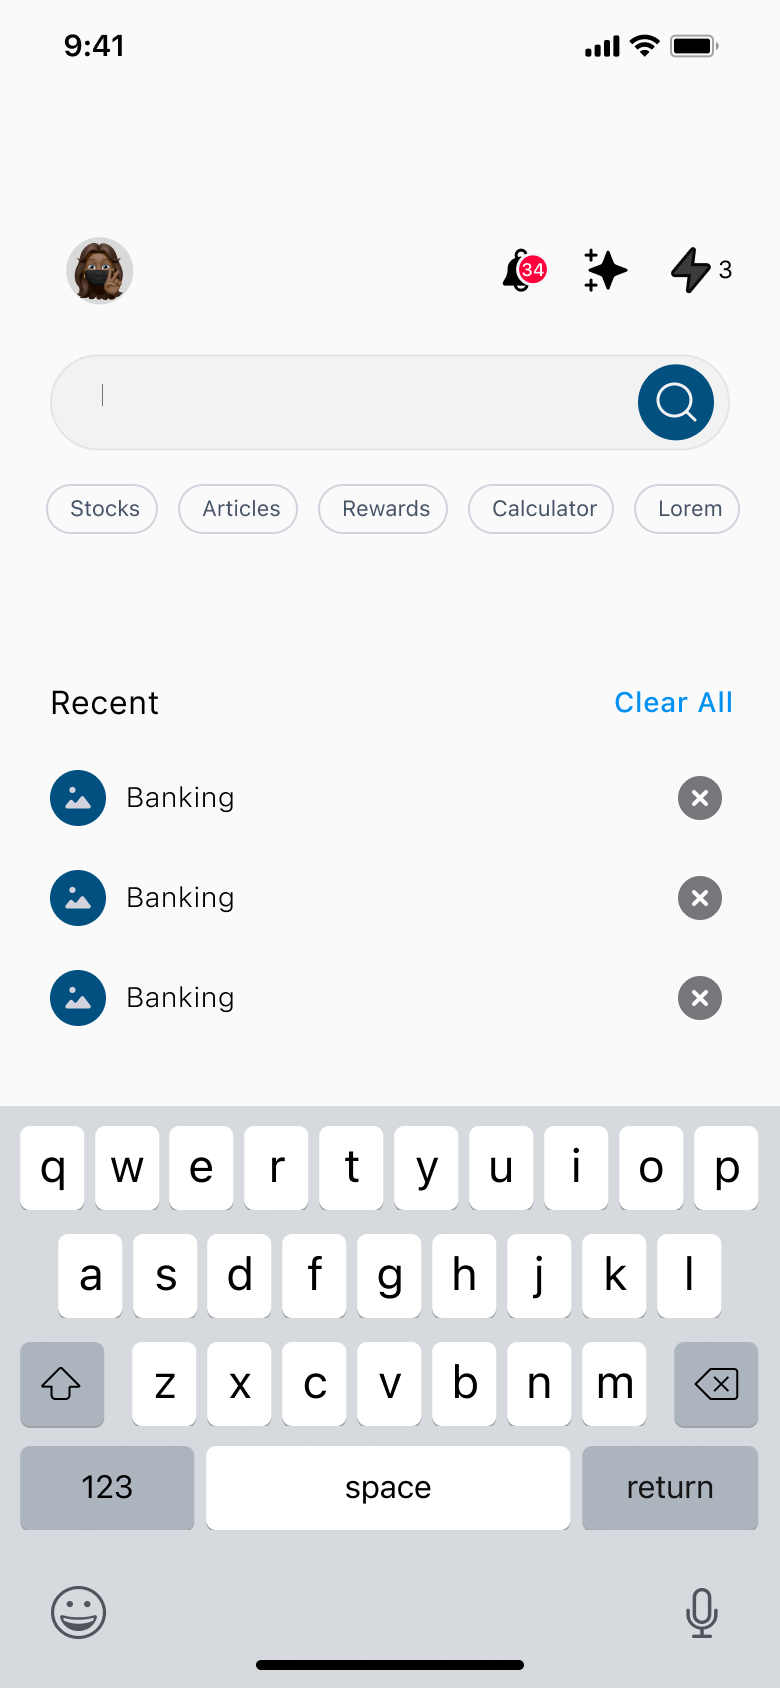 9:41
34
3
Stocks Articles Rewards Calculator Lorem
Recent Clear All
Banking
Banking
Banking
q w e r t y u i o p
a s d f g h j k l
z x c v b n m
123 space return